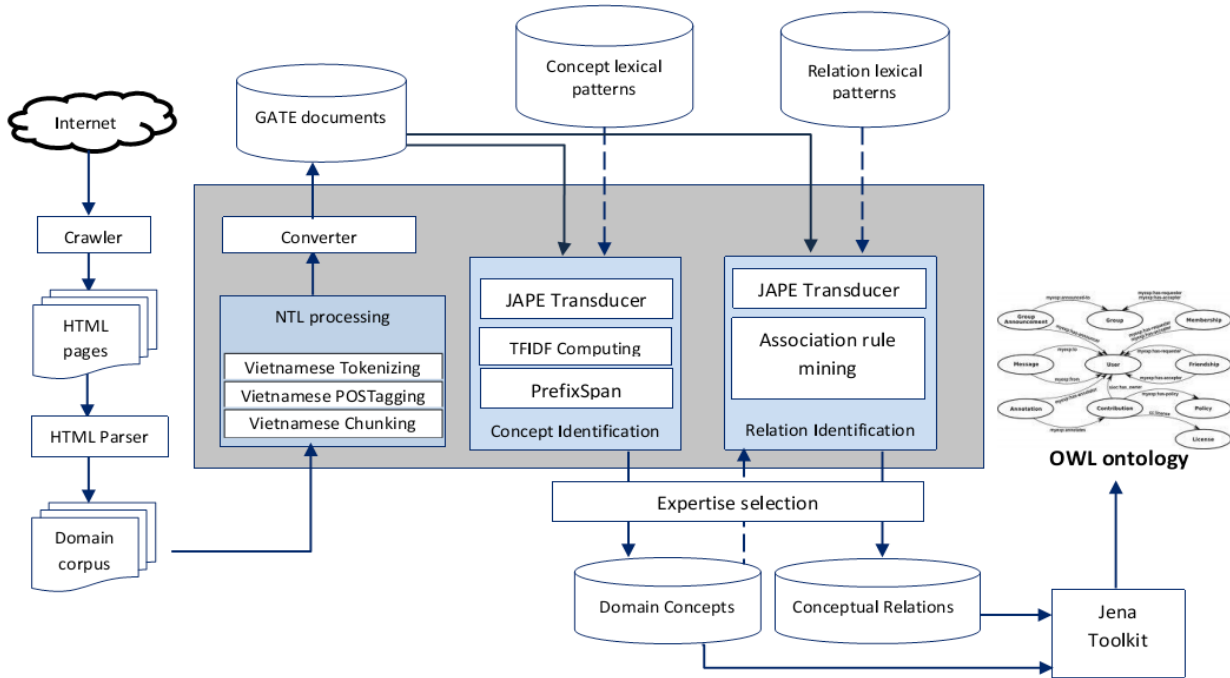 Internet
Crawler
HTML
pages
HTML Parser
Domain
corpus
GATE documents
Concept lexical
patterns
Relation lexical
patterns
Converter
NTL processing
Vietnamese Tokenizing
Vietnamese POSTagging
Vietnamese Chunking
JAPE Transducer
TFIDF Computing
PrefixSpan
Concept Identification
JAPE Transducer
Association rule
mining
Relation Identification
Expertise selection
Domain Concepts
Conceptual Relations
Jena
Toolkit
Group
Announcement
Group
Membership
Message
User
Friendship
Annotation
Contribution
Policy
License
OWL ontology